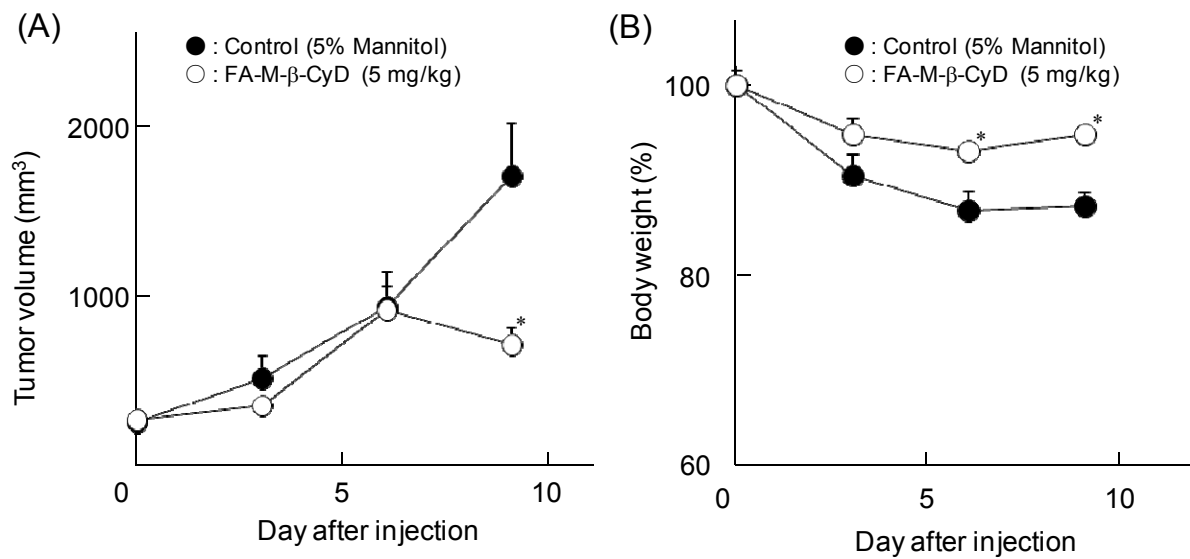 (A)
● : Control (5% Mannitol)
○ : FA-M-β-CyD (5 mg/kg)
Tumor volume (mm³)
2000
1000
0
5
10
Day after injection
*
(B)
● : Control (5% Mannitol)
○ : FA-M-β-CyD (5 mg/kg)
Body weight (%)
100
80
60
0
5
10
Day after injection
*
*